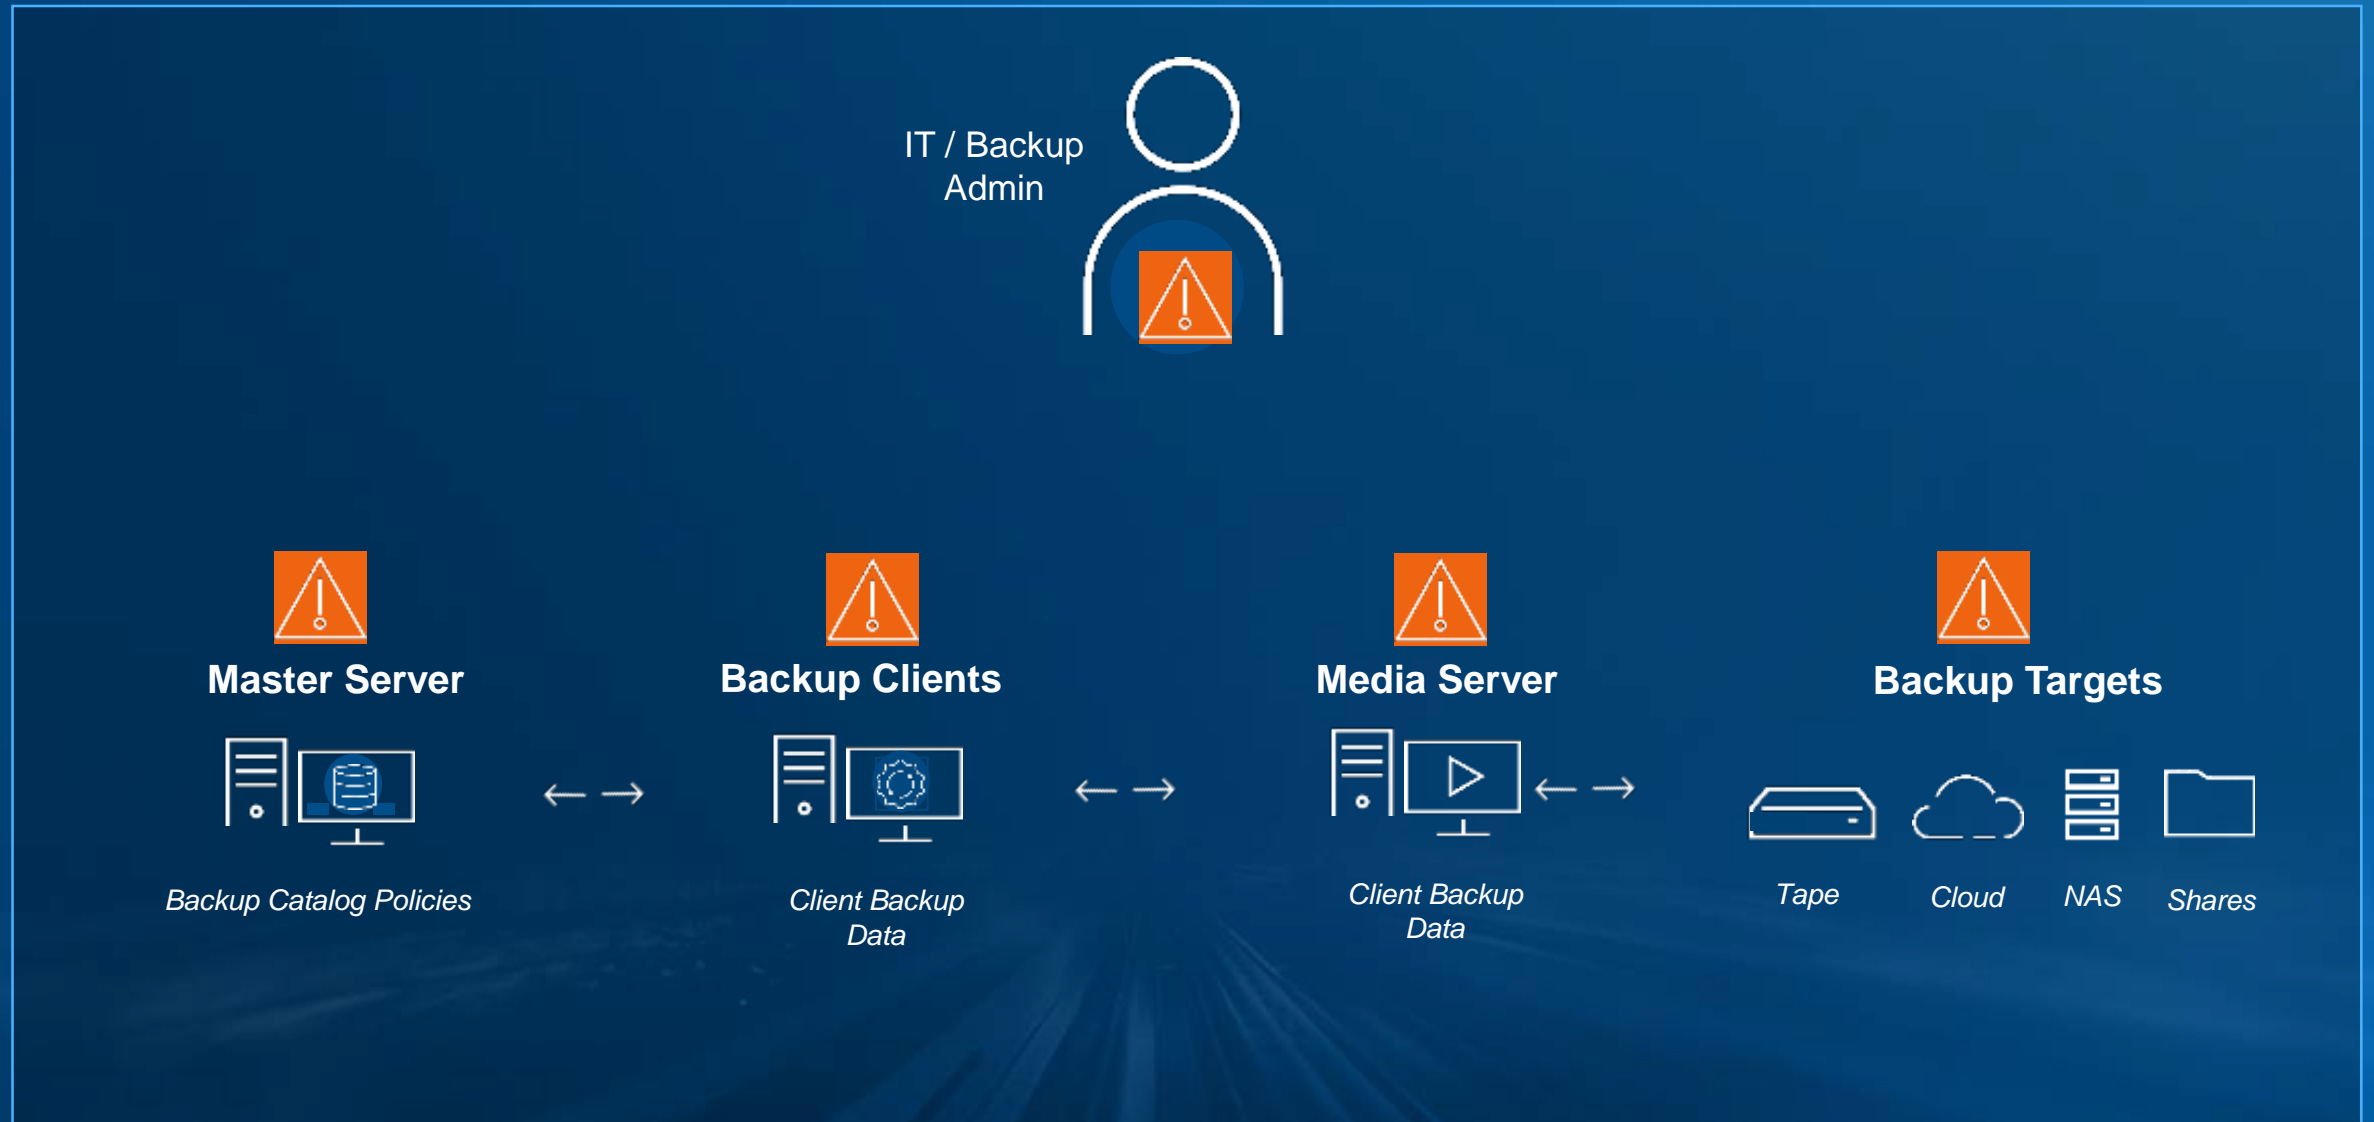 IT / Backup
Admin
Master Server
Backup Clients
Media Server
Backup Targets
Backup Catalog Policies
Client Backup
Data
Client Backup
Data
Tape
Cloud
NAS
Shares